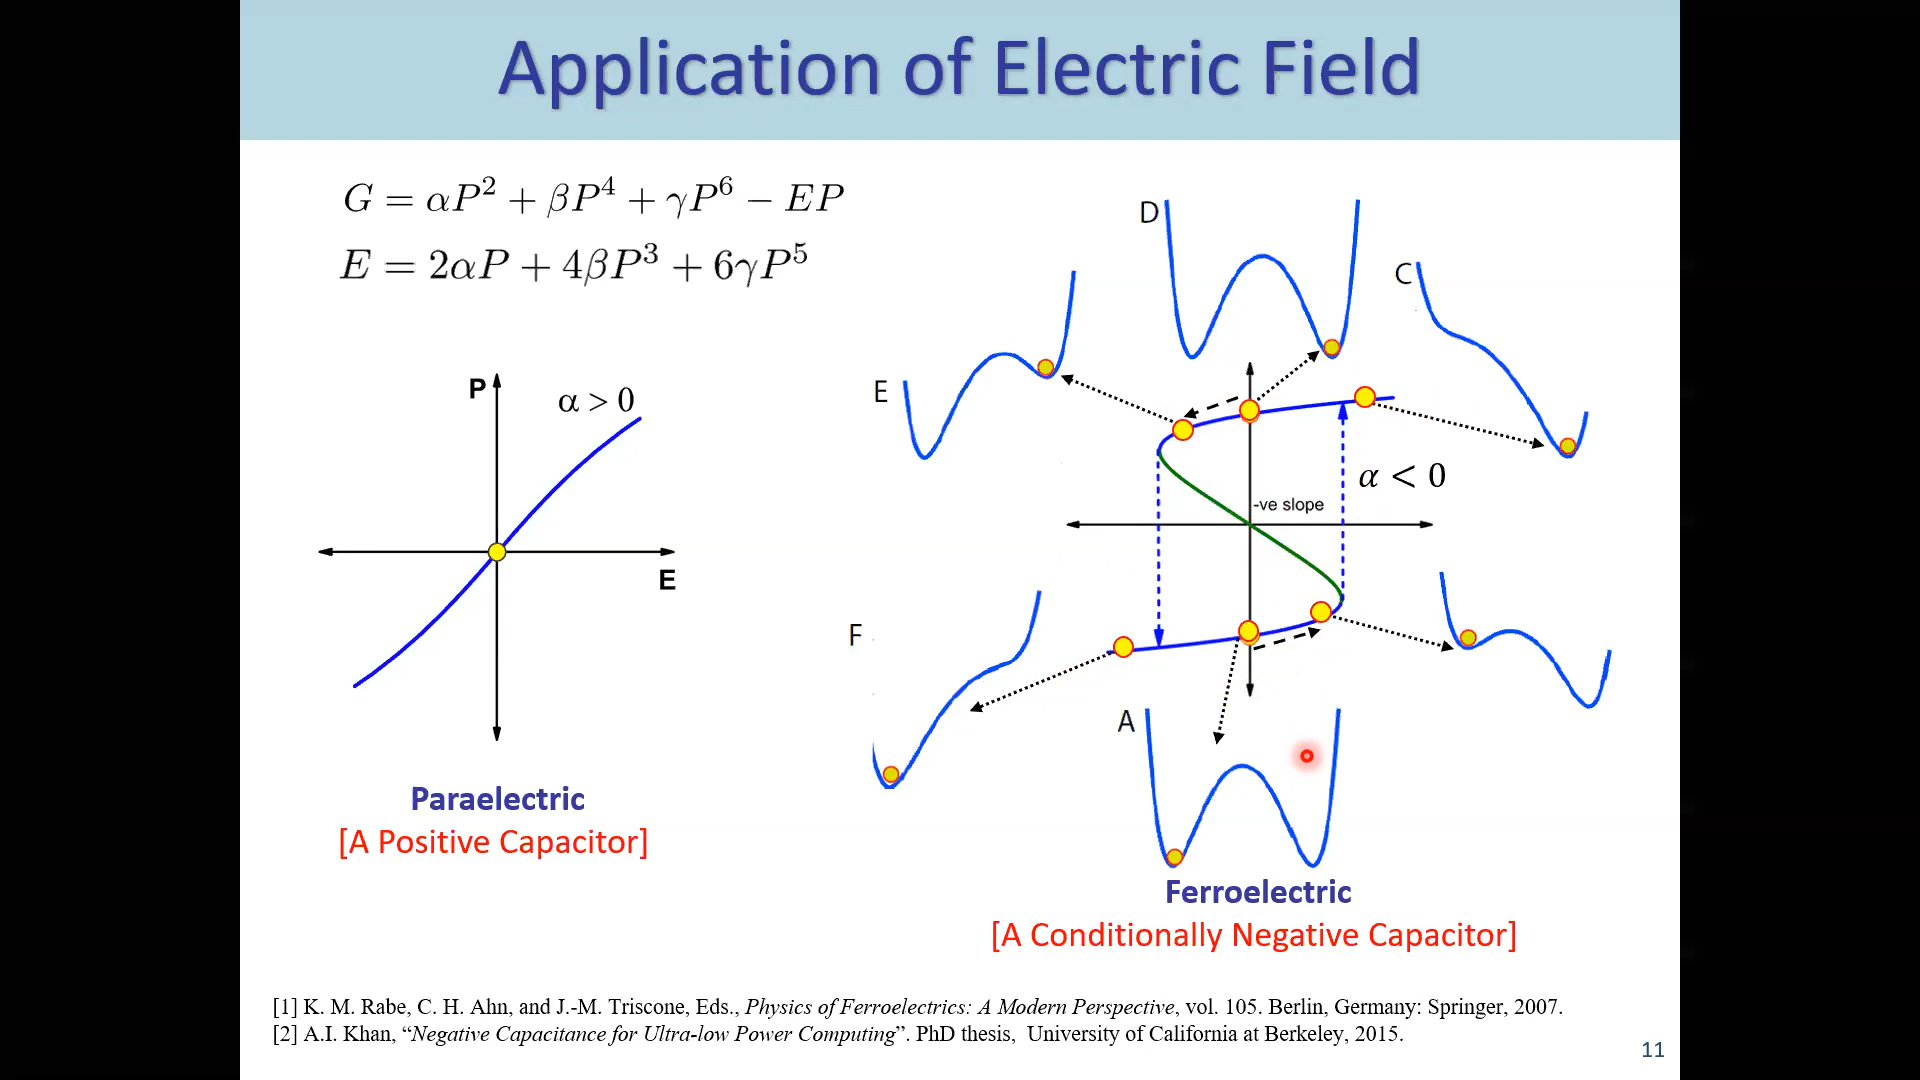 Application of Electric Field
G = αP² + βP⁴ + γP⁶ − EP
E = 2αP + 4βP³ + 6γP⁵
P
α > 0
E
Paraelectric
[A Positive Capacitor]
D
C
E
α < 0
-ve slope
F
A
Ferroelectric
[A Conditionally Negative Capacitor]
[1] K. M. Rabe, C. H. Ahn, and J.-M. Triscone, Eds., Physics of Ferroelectrics: A Modern Perspective, vol. 105. Berlin, Germany: Springer, 2007.
[2] A.I. Khan, “Negative Capacitance for Ultra-low Power Computing”. PhD thesis,  University of California at Berkeley, 2015.
11